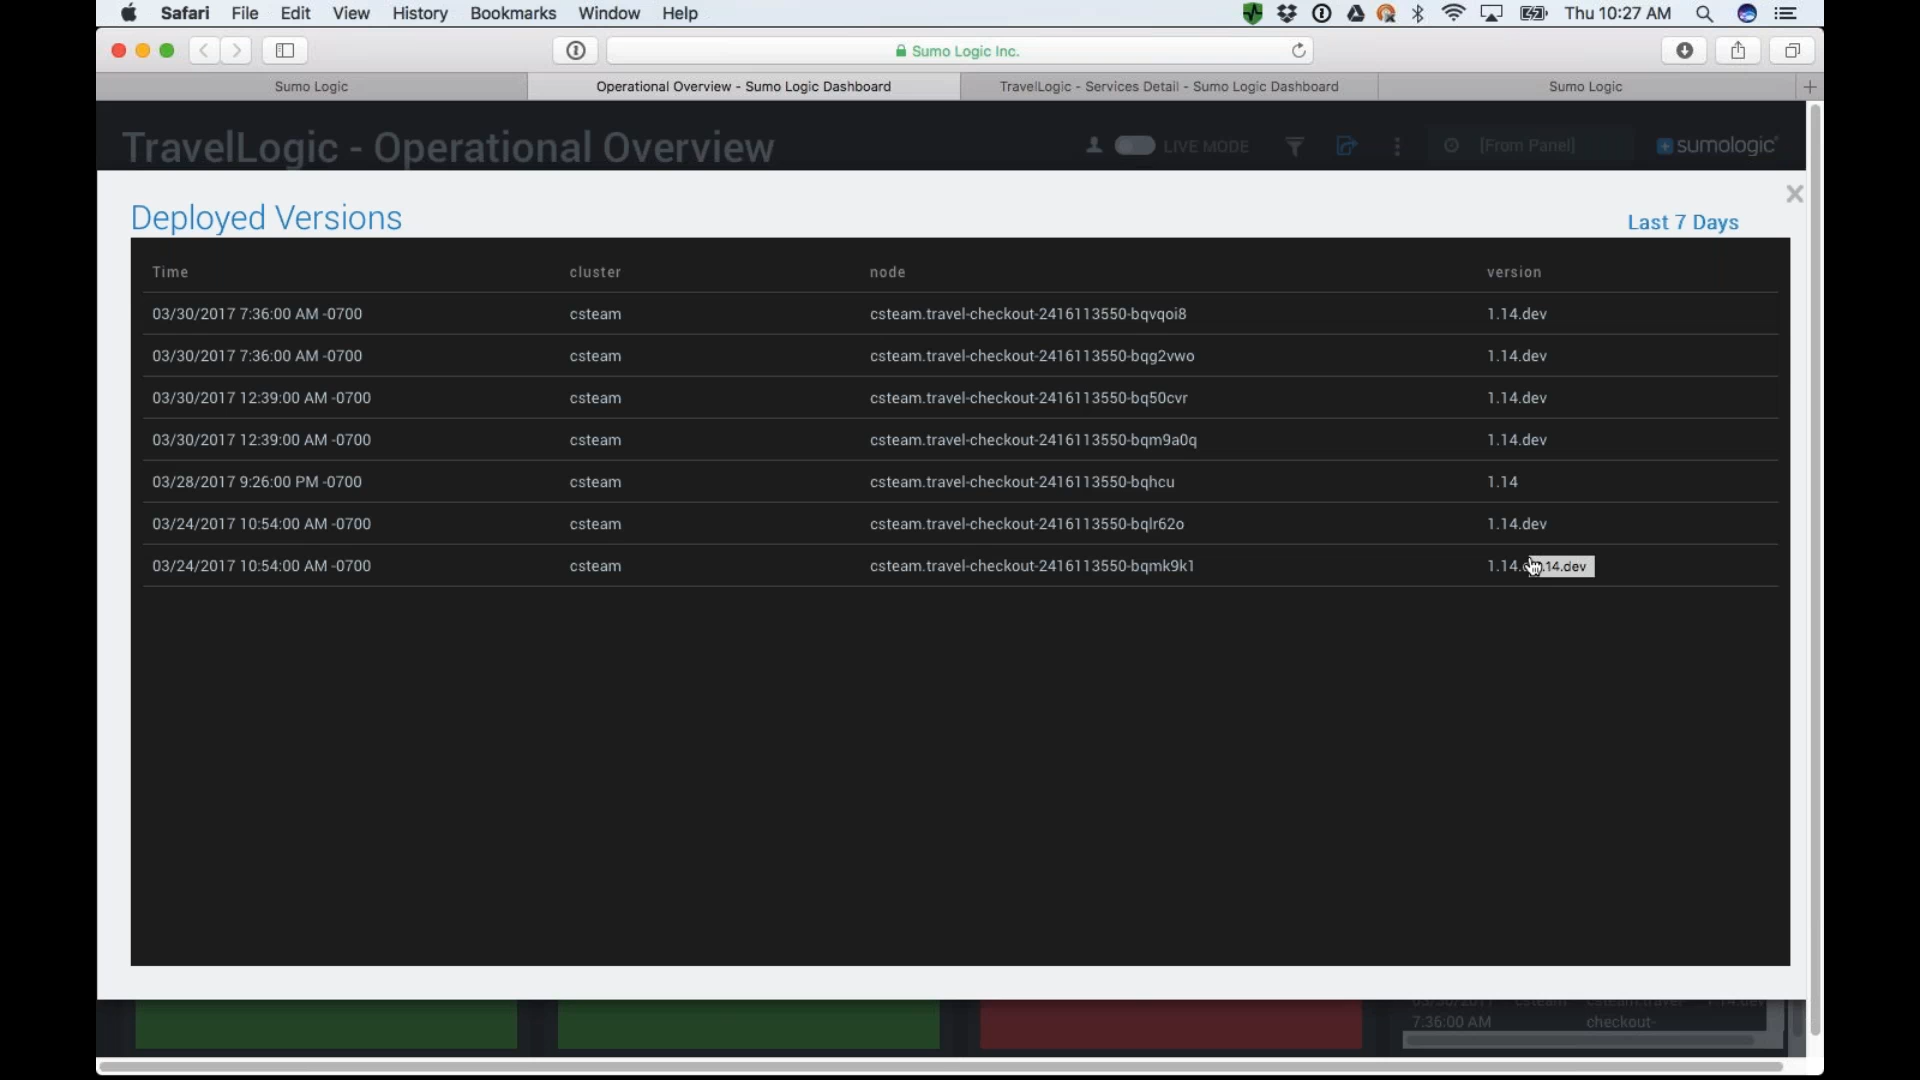 Safari File Edit View History Bookmarks Window Help Thu 10:27 AM
Sumo Logic Inc.
Sumo Logic Operational Overview - Sumo Logic Dashboard TravelLogic - Services Detail - Sumo Logic Dashboard Sumo Logic
TravelLogic - Operational Overview LIVE MODE [From Panel] sumologic
Deployed Versions
Last 7 Days
Time cluster node version
03/30/2017 7:36:00 AM -0700 csteam csteam.travel-checkout-2416113550-bqvqoi8 1.14.dev
03/30/2017 7:36:00 AM -0700 csteam csteam.travel-checkout-2416113550-bqg2vwo 1.14.dev
03/30/2017 12:39:00 AM -0700 csteam csteam.travel-checkout-2416113550-bq50cvr 1.14.dev
03/30/2017 12:39:00 AM -0700 csteam csteam.travel-checkout-2416113550-bqm9a0q 1.14.dev
03/28/2017 9:26:00 PM -0700 csteam csteam.travel-checkout-2416113550-bqhcu 1.14
03/24/2017 10:54:00 AM -0700 csteam csteam.travel-checkout-2416113550-bqlr62o 1.14.dev
03/24/2017 10:54:00 AM -0700 csteam csteam.travel-checkout-2416113550-bqmk9k1
7:36:00 AM checkout-